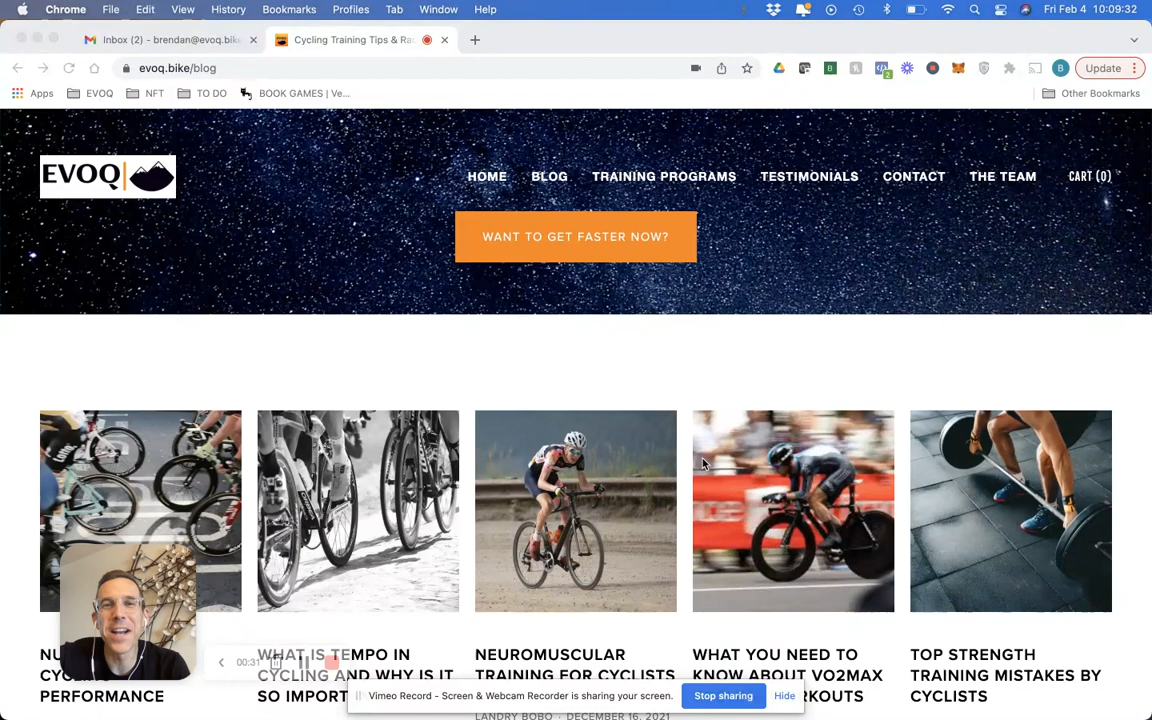 Chrome File Edit View History Bookmarks Profiles Tab Window Help Fri Feb 4 10:09:32
Inbox (2) - brendan@evoq.bike Cycling Training Tips & Rac
evoq.bike/blog B Update
Apps EVOQ NFT TO DO BOOK GAMES | Ve... Other Bookmarks
EVOQ
HOME BLOG TRAINING PROGRAMS TESTIMONIALS CONTACT THE TEAM CART (0)
WANT TO GET FASTER NOW?
WHAT IS TEMPO IN
CYCLING AND WHY IS IT
SO IMPORT
NEUROMUSCULAR
TRAINING FOR CYCLISTS
LANDRY BOBO — DECEMBER 16, 2021
WHAT YOU NEED TO
KNOW ABOUT VO2MAX
TOP STRENGTH
TRAINING MISTAKES BY
CYCLISTS
PERFORMANCE
00:31
Vimeo Record - Screen & Webcam Recorder is sharing your screen. Stop sharing Hide